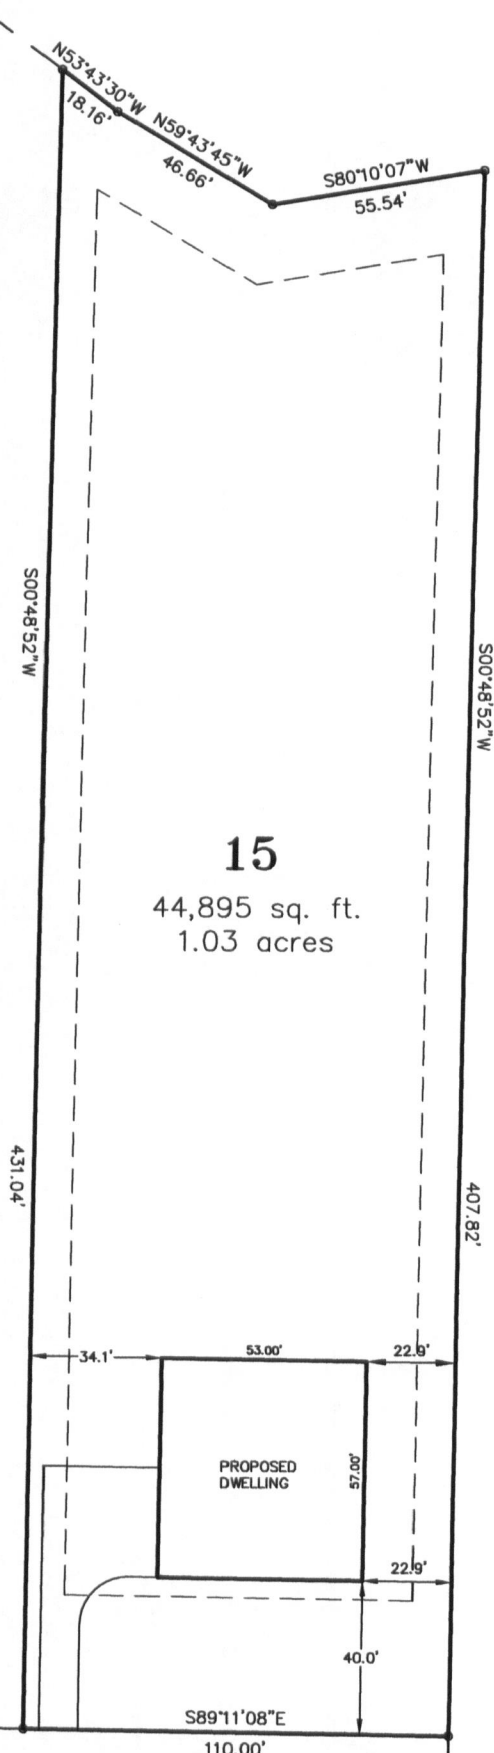 N53°43'30"W
18.16'
N59°43'45"W
46.66'
S80°10'07"W
55.54'
S00°48'52"W
S00°48'52"W
15
44,895 sq. ft.
1.03 acres
431.04'
407.82'
34.1'
53.00'
22.9'
PROPOSED
DWELLING
57.00'
22.9'
40.0'
S89°11'08"E
110.00'